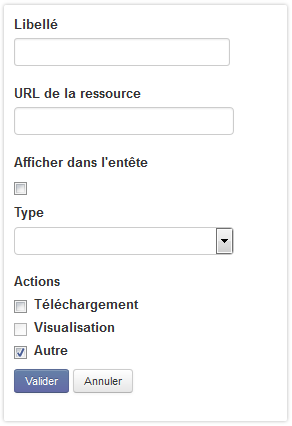 Libellé
URL de la ressource
Afficher dans l'entête
Type
Actions
Téléchargement
Visualisation
Autre
Valider Annuler